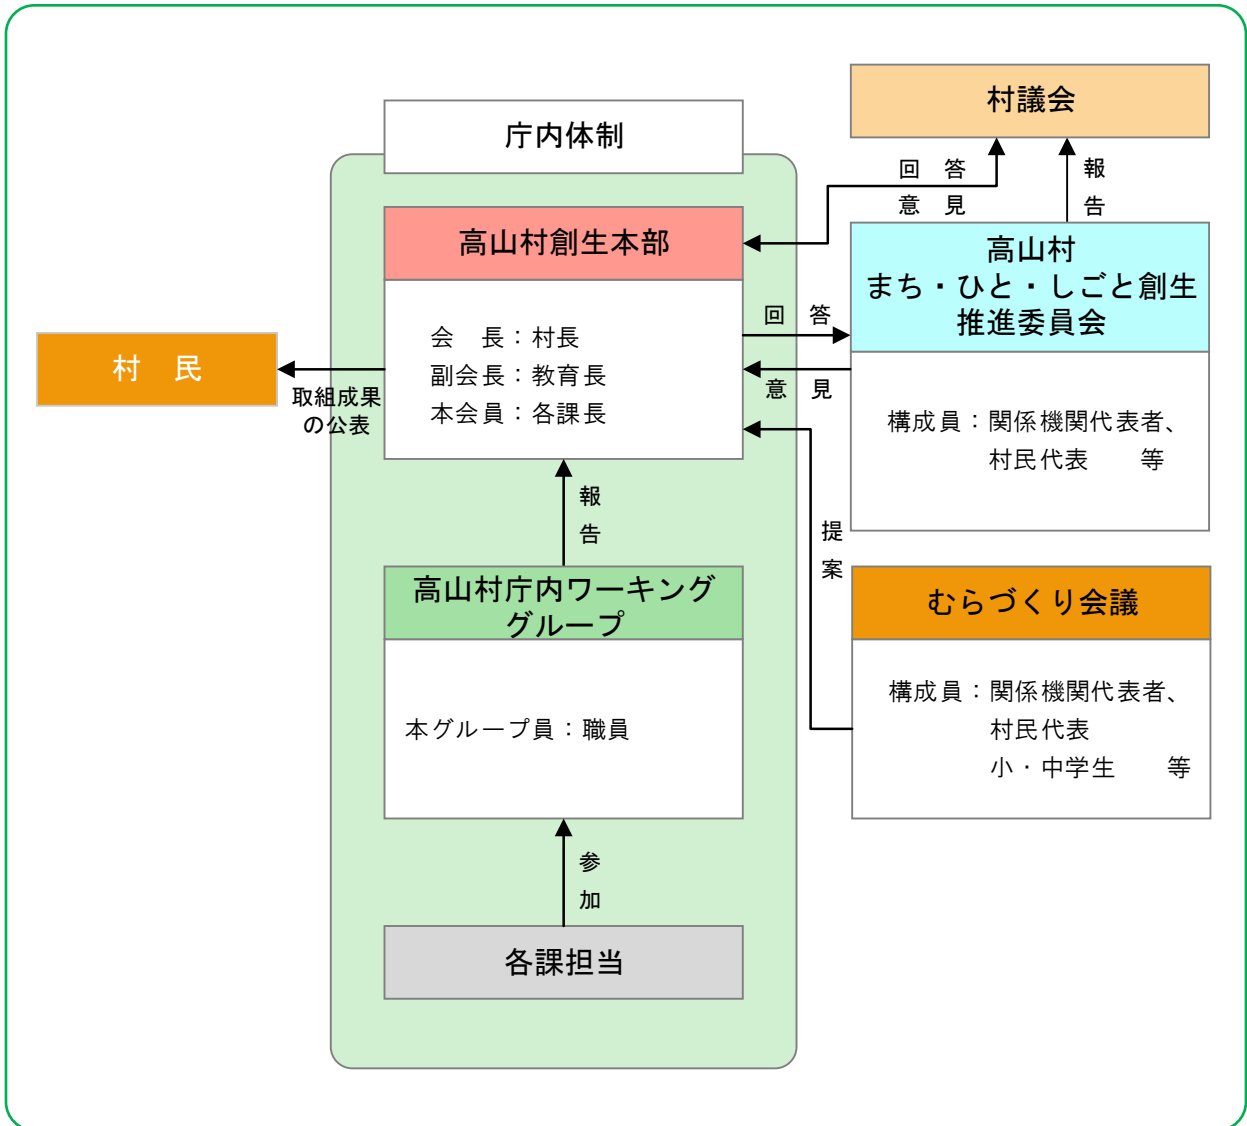 村議会
庁内体制
回　答
意　見
報
告
高山村創生本部
会　長：村長
副会長：教育長
本会員：各課長
高山村
まち・ひと・しごと創生
推進委員会
構成員：関係機関代表者、
村民代表　　等
回　答
意　見
村　民
取組成果
の公表
報
告
提
案
高山村庁内ワーキング
グループ
本グループ員：職員
むらづくり会議
構成員：関係機関代表者、
村民代表
小・中学生　　等
参
加
各課担当